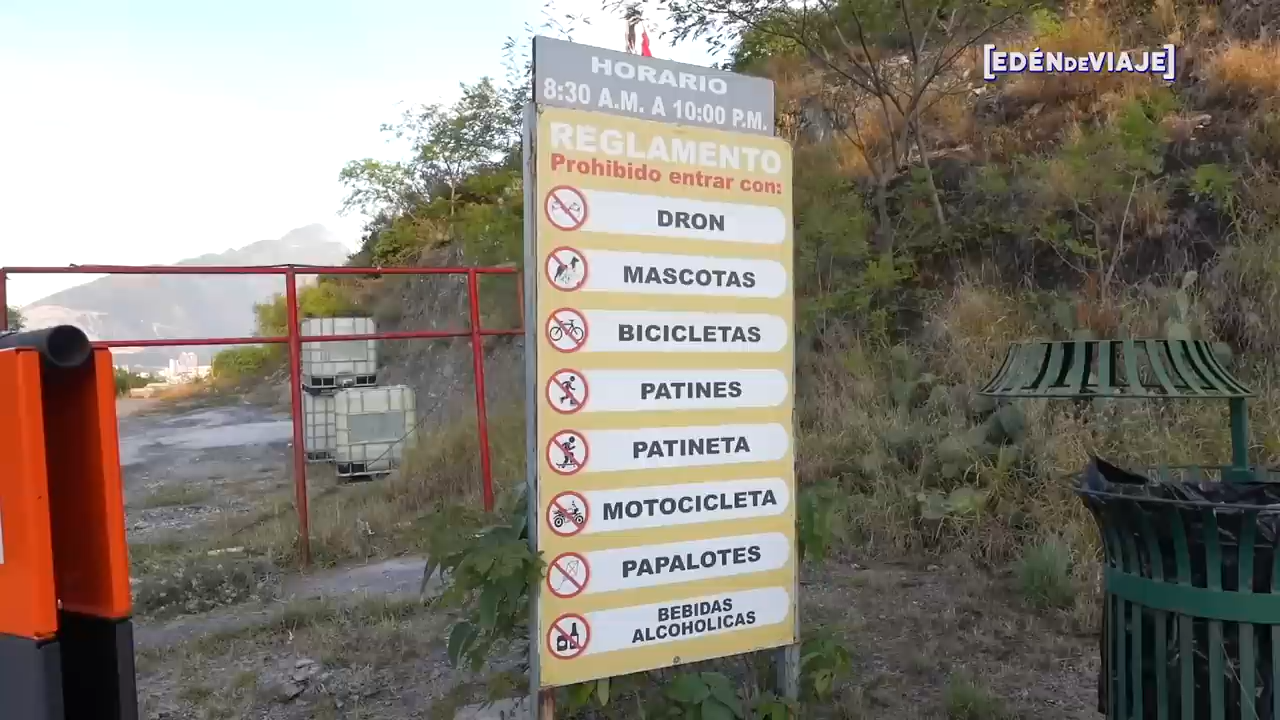 [EDÉNDEVIAJE]
HORARIO
8:30 A.M. A 10:00 P.M.
REGLAMENTO
Prohibido entrar con:
DRON
MASCOTAS
BICICLETAS
PATINES
PATINETA
MOTOCICLETA
PAPALOTES
BEBIDAS
ALCOHOLICAS